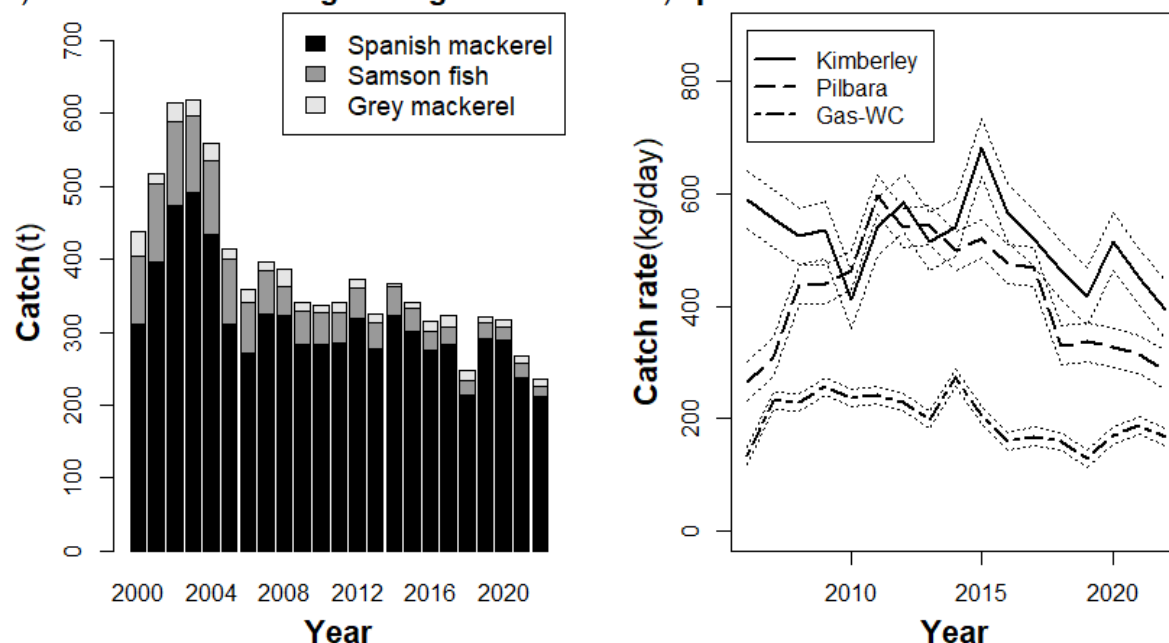 Spanish mackerel
Samson fish
Grey mackerel
Catch(t)
700
600
500
400
300
200
100
0
2000 2004 2008 2012 2016 2020
Year
Kimberley
Pilbara
Gas-WC
Catch rate(kg/day)
800
600
400
200
0
2010 2015 2020
Year